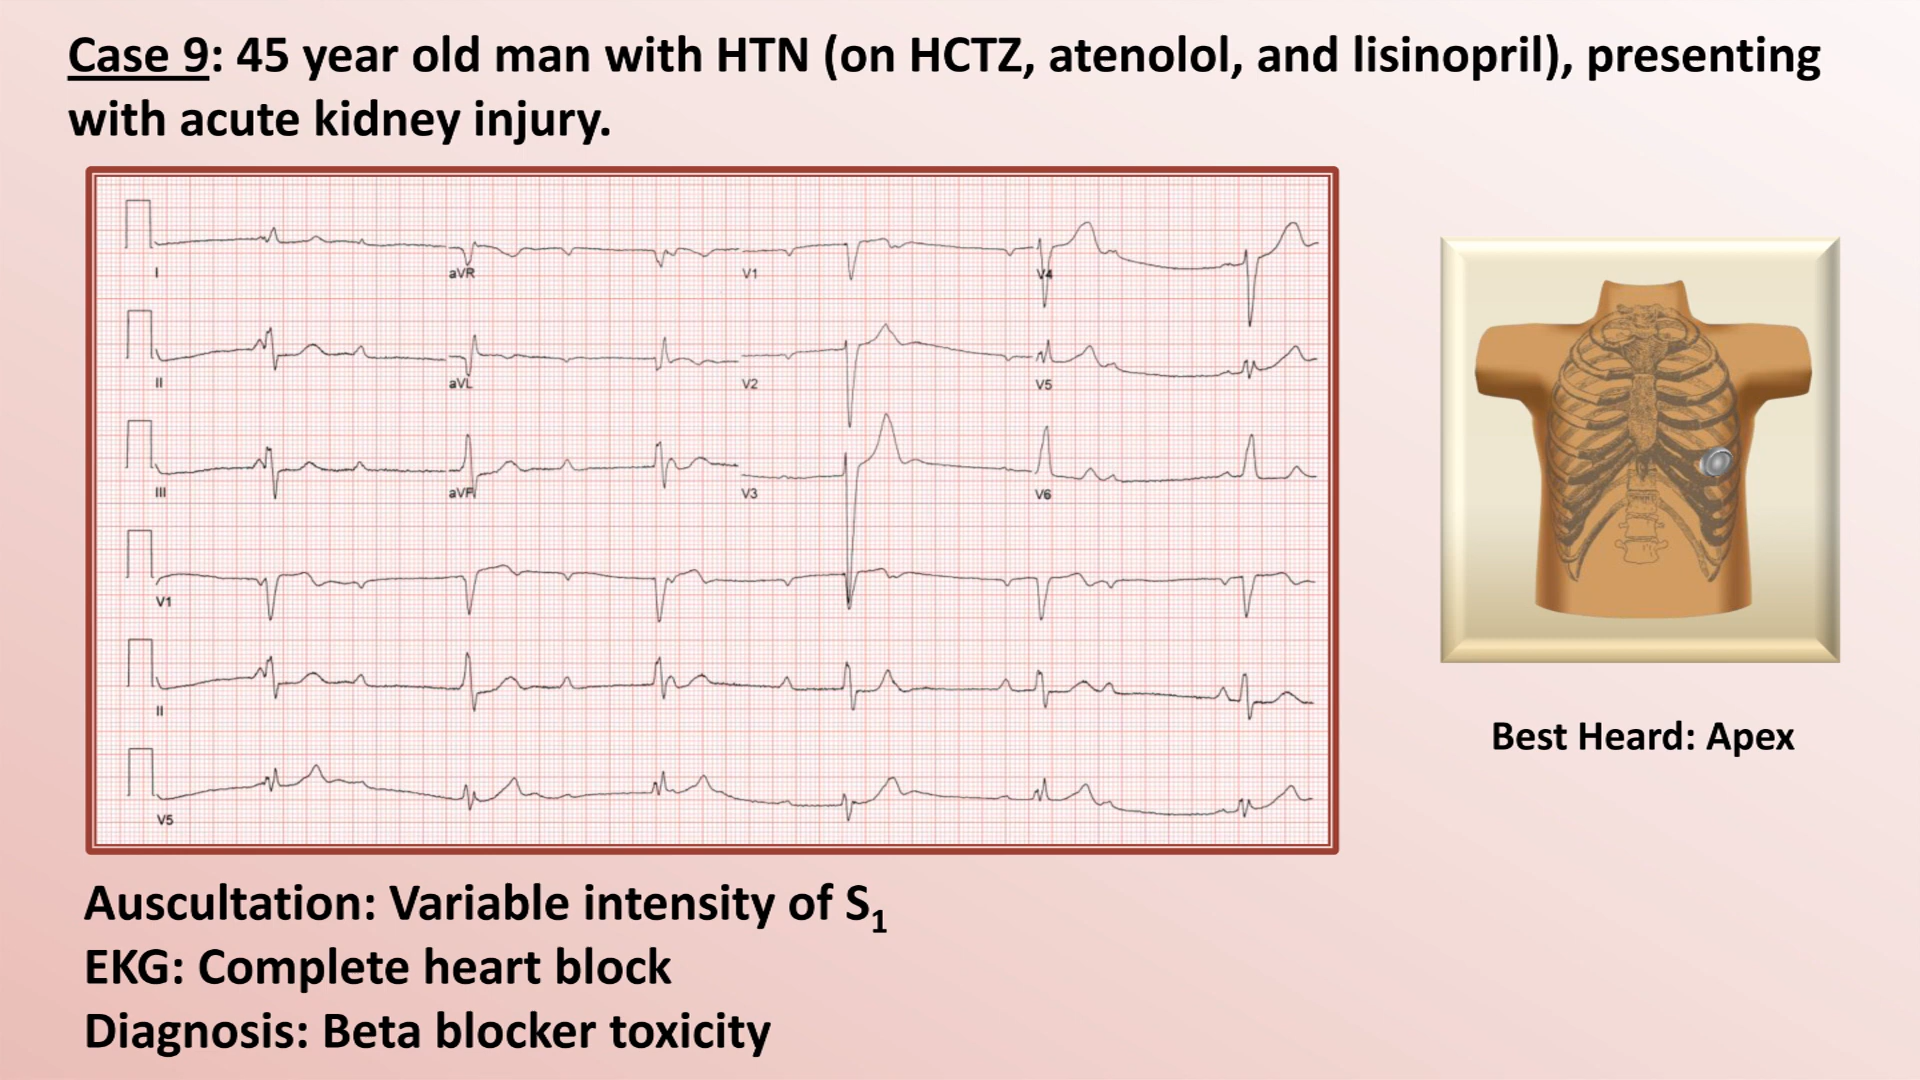 Case 9: 45 year old man with HTN (on HCTZ, atenolol, and lisinopril), presenting
with acute kidney injury.
I aVR V1 V4
II aVL V2 V5
III aVF V3 V6
V1
II
V5
Best Heard: Apex
Auscultation: Variable intensity of S1
EKG: Complete heart block
Diagnosis: Beta blocker toxicity